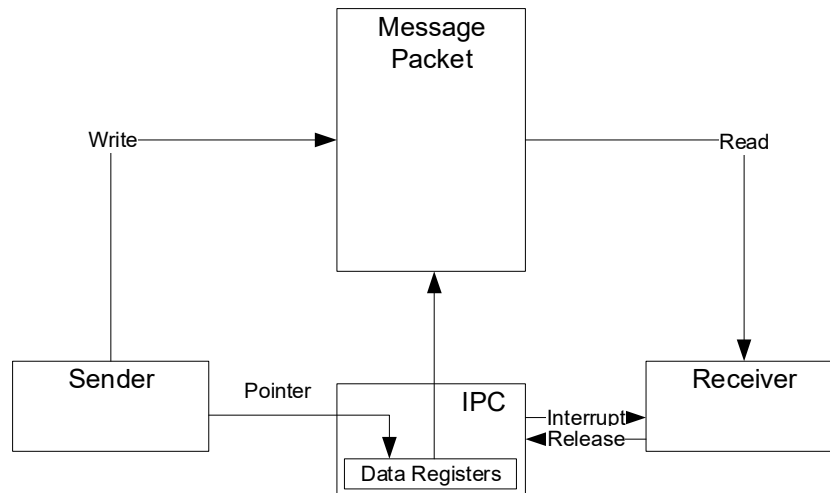 Message
Packet
Write
Read
Sender
Pointer
IPC
Receiver
Interrupt
Release
Data Registers